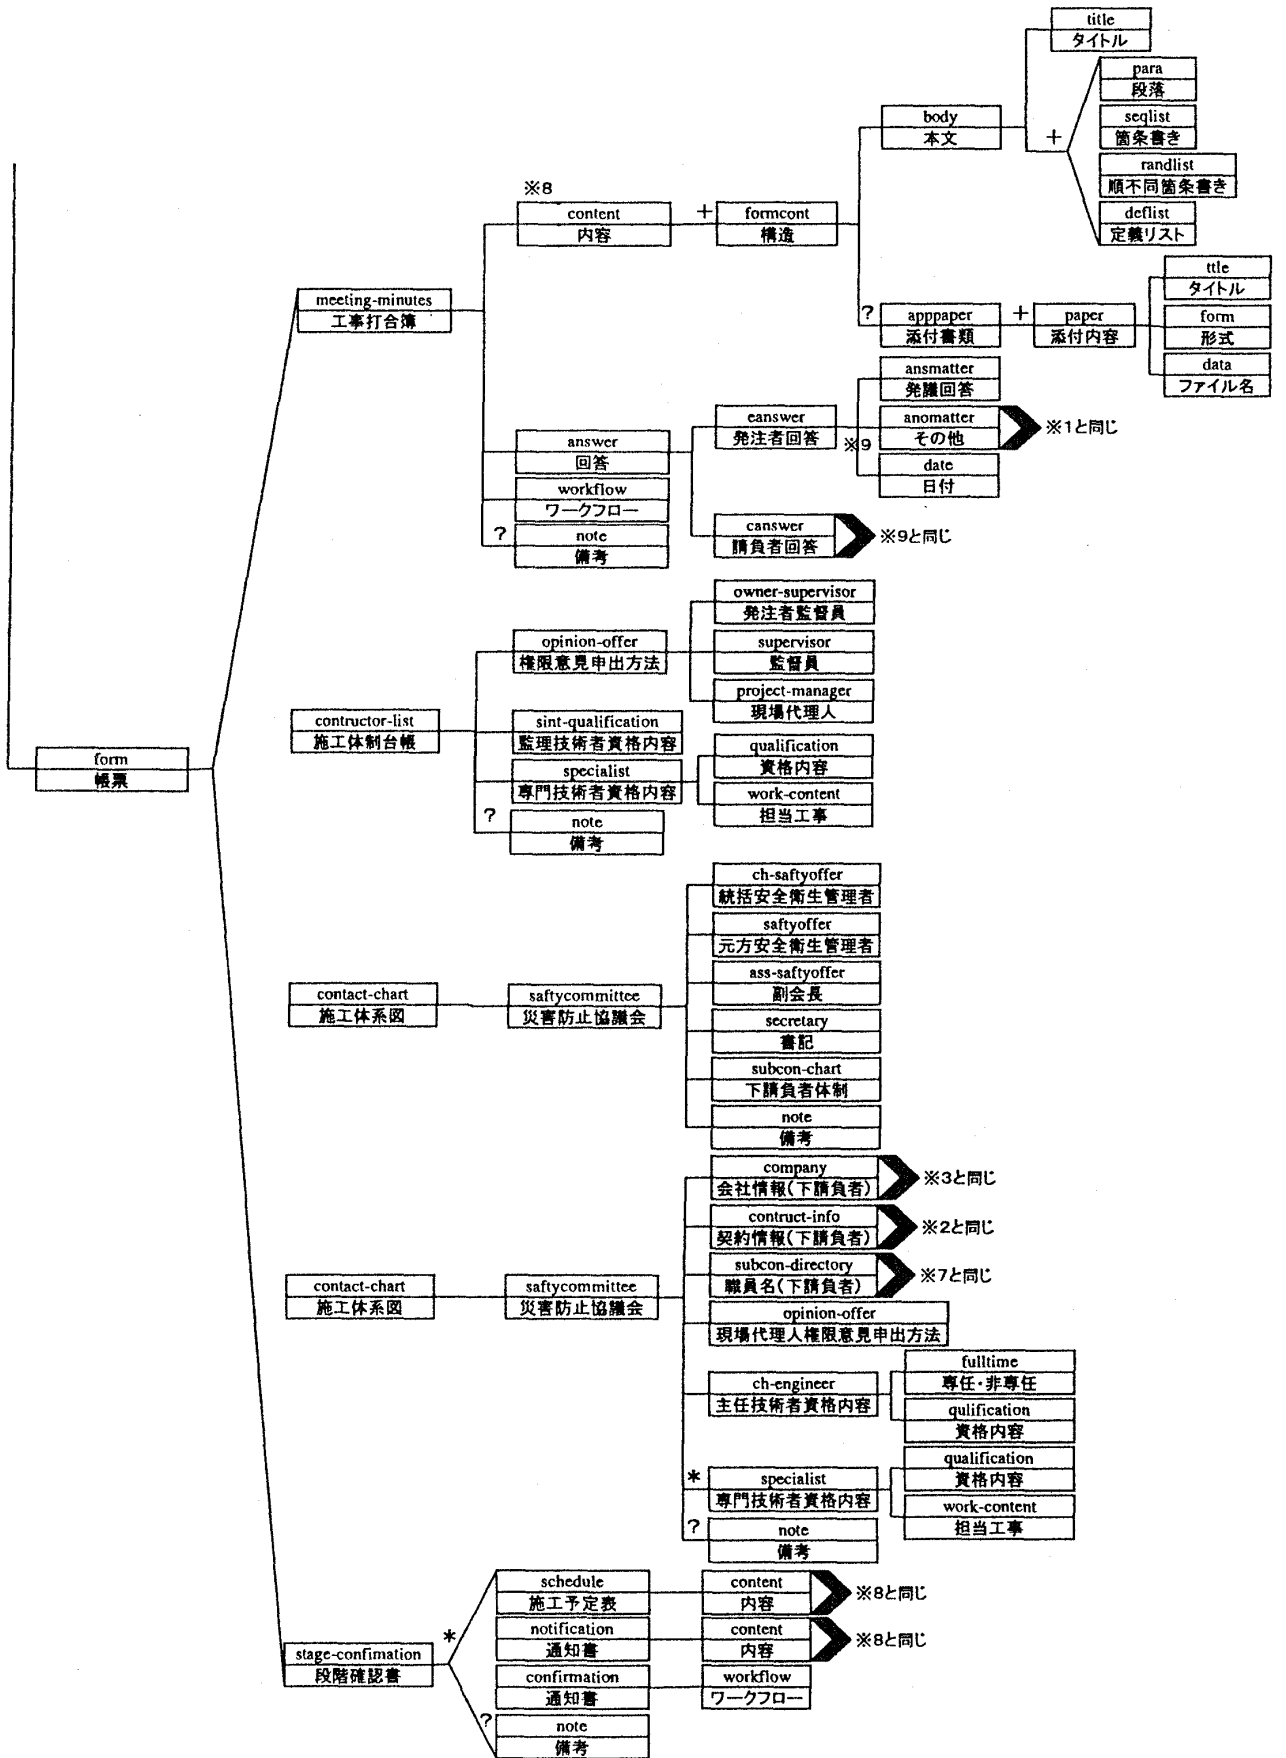 title
タイトル
para
段落
seqlist
箇条書き
randlist
順不同箇条書き
deflist
定義リスト
+
body
本文
※8
content
内容
+
formcont
構造
?
apppaper
添付書類
+
paper
添付内容
ttle
タイトル
form
形式
data
ファイル名
meeting-minutes
工事打合簿
answer
回答
workflow
ワークフロー
?
note
備考
eanswer
発注者回答
※9
ansmatter
発議回答
anomatter
その他
※1と同じ
date
日付
canswer
請負者回答
※9と同じ
form
帳票
contructor-list
施工体制台帳
opinion-offer
権限意見申出方法
owner-supervisor
発注者監督員
supervisor
監督員
project-manager
現場代理人
sint-qualification
監理技術者資格内容
specialist
専門技術者資格内容
qualification
資格内容
work-content
担当工事
?
note
備考
contact-chart
施工体系図
saftycommittee
災害防止協議会
ch-saftyoffer
統括安全衛生管理者
saftyoffer
元方安全衛生管理者
ass-saftyoffer
副会長
secretary
書記
subcon-chart
下請負者体制
note
備考
contact-chart
施工体系図
saftycommittee
災害防止協議会
company
会社情報(下請負者)
※3と同じ
contruct-info
契約情報(下請負者)
※2と同じ
subcon-directory
職員名(下請負者)
※7と同じ
opinion-offer
現場代理人権限意見申出方法
ch-engineer
主任技術者資格内容
fulltime
専任・非専任
qulification
資格内容
*
specialist
専門技術者資格内容
qualification
資格内容
work-content
担当工事
?
note
備考
stage-confimation
段階確認書
*
schedule
施工予定表
content
内容
※8と同じ
notification
通知書
content
内容
※8と同じ
confirmation
通知書
workflow
ワークフロー
?
note
備考